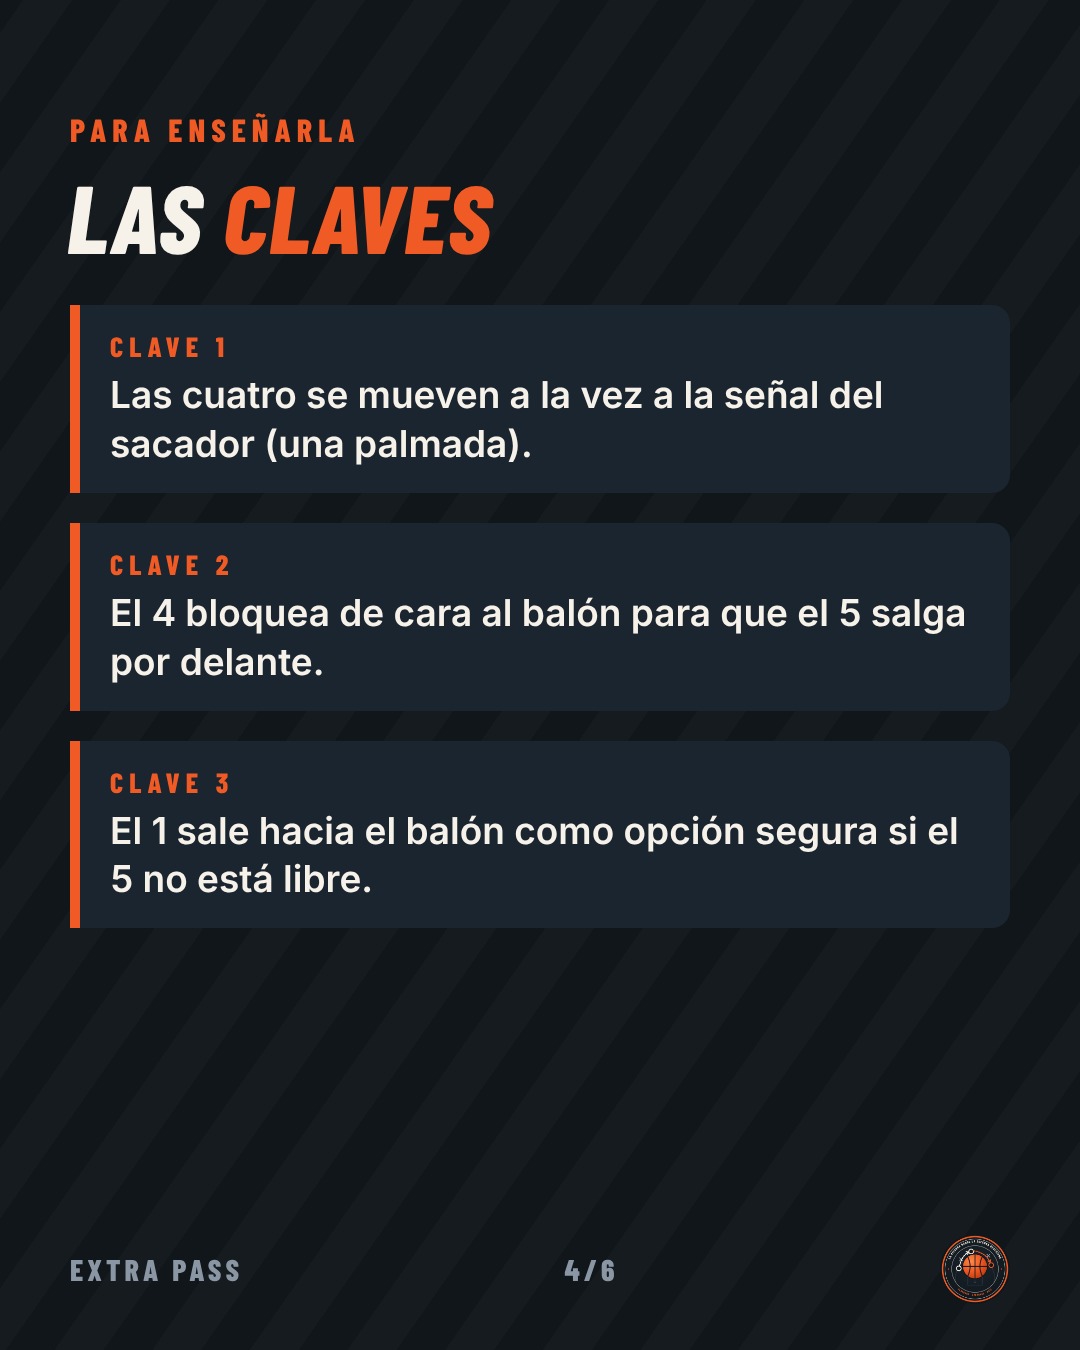 PARA ENSEÑARLA
LAS CLAVES
CLAVE 1
Las cuatro se mueven a la vez a la señal del
sacador (una palmada).
CLAVE 2
El 4 bloquea de cara al balón para que el 5 salga
por delante.
CLAVE 3
El 1 sale hacia el balón como opción segura si el
5 no está libre.
EXTRA PASS
4/6